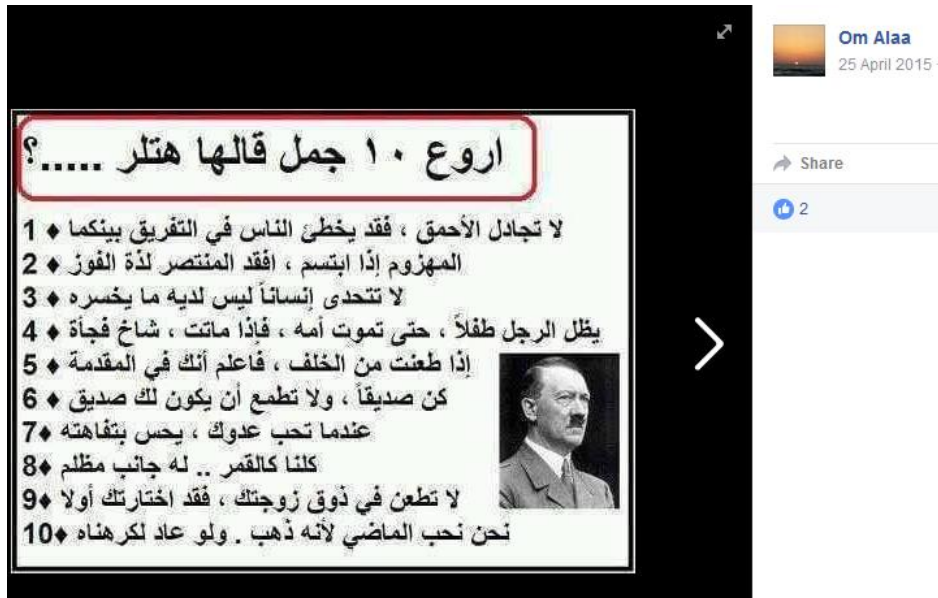 اروع ١٠ جمل قالها هتلر .....؟
1 ♦ لا تجادل الأحمق ، فقد يخطئ الناس في التفريق بينكما
2 ♦ المهزوم إذا ابتسم ، افقد المنتصر لذة الفوز
3 ♦ لا تتحدى إنساناً ليس لديه ما يخسره
4 ♦ يظل الرجل طفلاً ، حتى تموت أمه ، فإذا ماتت ، شاخ فجأة
5 ♦ إذا طعنت من الخلف ، فاعلم أنك في المقدمة
6 ♦ كن صديقاً ، ولا تطمع أن يكون لك صديق
7♦ عندما تحب عدوك ، يحس بتفاهته
8♦ كلنا كالقمر .. له جانب مظلم
9♦ لا تطعن في ذوق زوجتك ، فقد اختارتك أولا
10♦ نحن نحب الماضي لأنه ذهب . ولو عاد لكرهناه
Om Alaa
25 April 2015 ·
Share
2